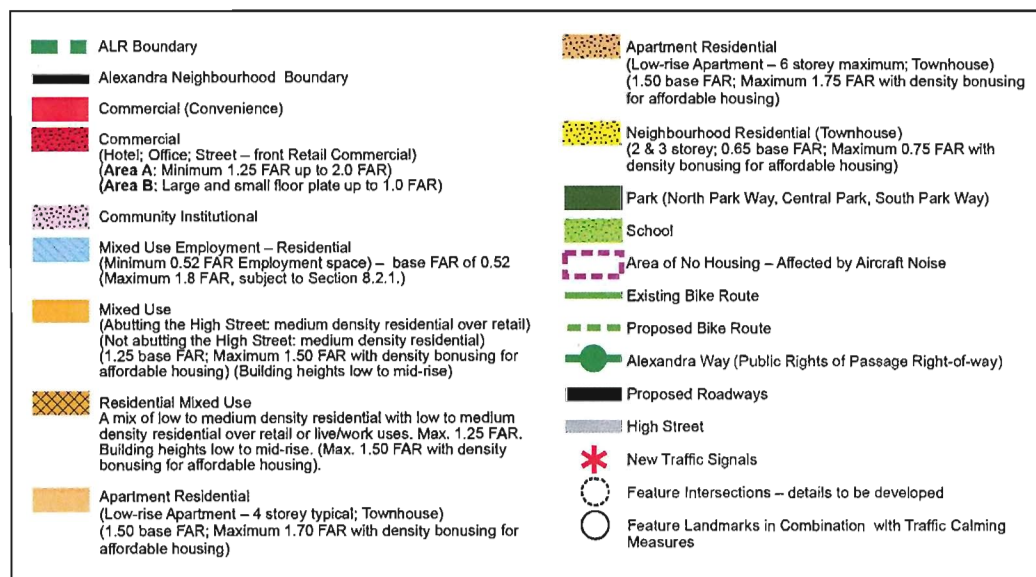 ALR Boundary
Alexandra Neighbourhood Boundary
Commercial (Convenience)
Commercial
(Hotel; Office; Street – front Retail Commercial)
(Area A: Minimum 1.25 FAR up to 2.0 FAR)
(Area B: Large and small floor plate up to 1.0 FAR)
Community Institutional
Mixed Use Employment – Residential
(Minimum 0.52 FAR Employment space) – base FAR of 0.52
(Maximum 1.8 FAR, subject to Section 8.2.1.)
Mixed Use
(Abutting the High Street: medium density residential over retail)
(Not abutting the High Street: medium density residential)
(1.25 base FAR; Maximum 1.50 FAR with density bonusing for
affordable housing) (Building heights low to mid-rise)
Residential Mixed Use
A mix of low to medium density residential with low to medium
density residential over retail or live/work uses. Max. 1.25 FAR.
Building heights low to mid-rise. (Max. 1.50 FAR with density
bonusing for affordable housing).
Apartment Residential
(Low-rise Apartment – 4 storey typical; Townhouse)
(1.50 base FAR; Maximum 1.70 FAR with density bonusing for
affordable housing)
Apartment Residential
(Low-rise Apartment – 6 storey maximum; Townhouse)
(1.50 base FAR; Maximum 1.75 FAR with density bonusing
for affordable housing)
Neighbourhood Residential (Townhouse)
(2 & 3 storey; 0.65 base FAR; Maximum 0.75 FAR with
density bonusing for affordable housing)
Park (North Park Way, Central Park, South Park Way)
School
Area of No Housing – Affected by Aircraft Noise
Existing Bike Route
Proposed Bike Route
Alexandra Way (Public Rights of Passage Right-of-way)
Proposed Roadways
High Street
New Traffic Signals
Feature Intersections – details to be developed
Feature Landmarks in Combination with Traffic Calming
Measures